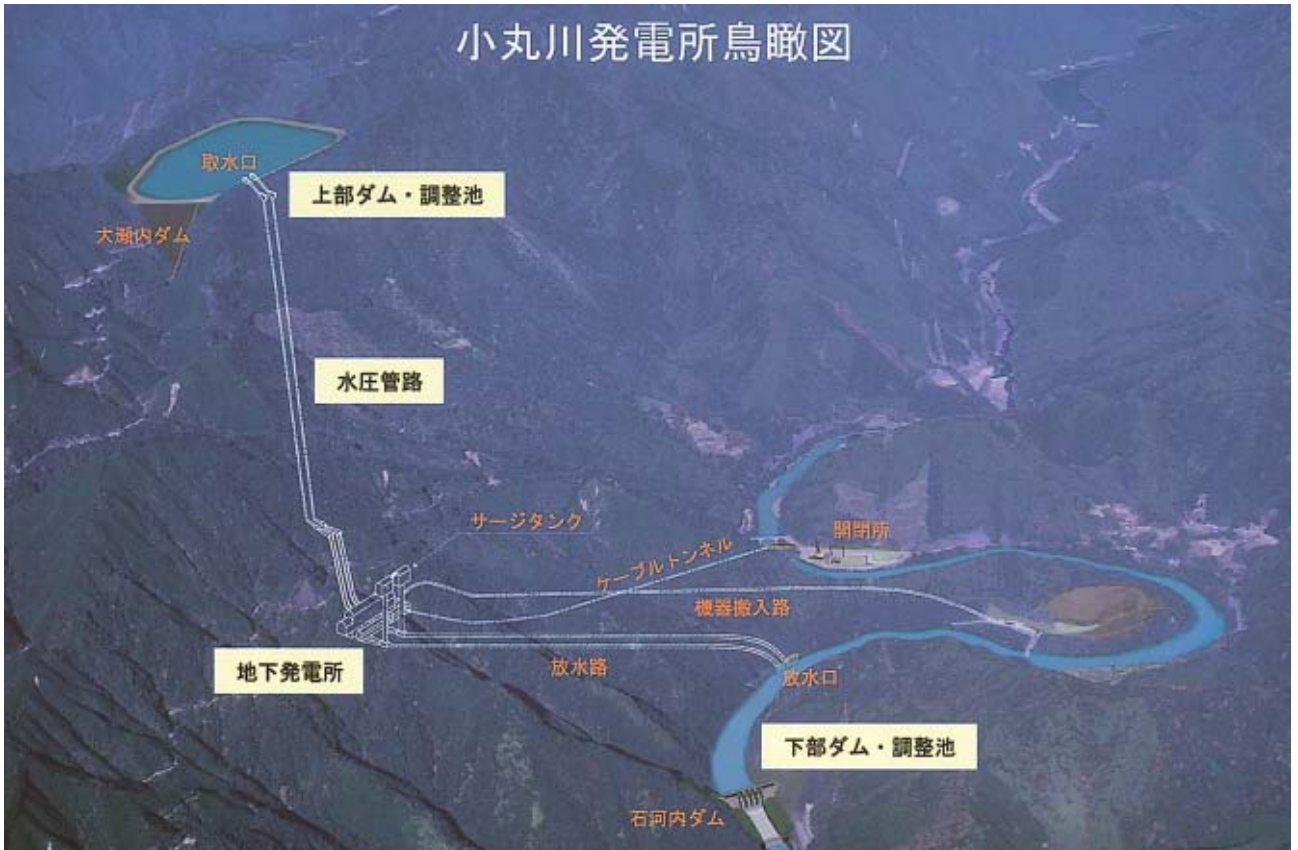 小丸川発電所鳥瞰図
取水口
上部ダム・調整池
大瀬内ダム
水圧管路
サージタンク
開閉所
ケーブルトンネル
機器搬入路
地下発電所
放水路
放水口
下部ダム・調整池
石河内ダム